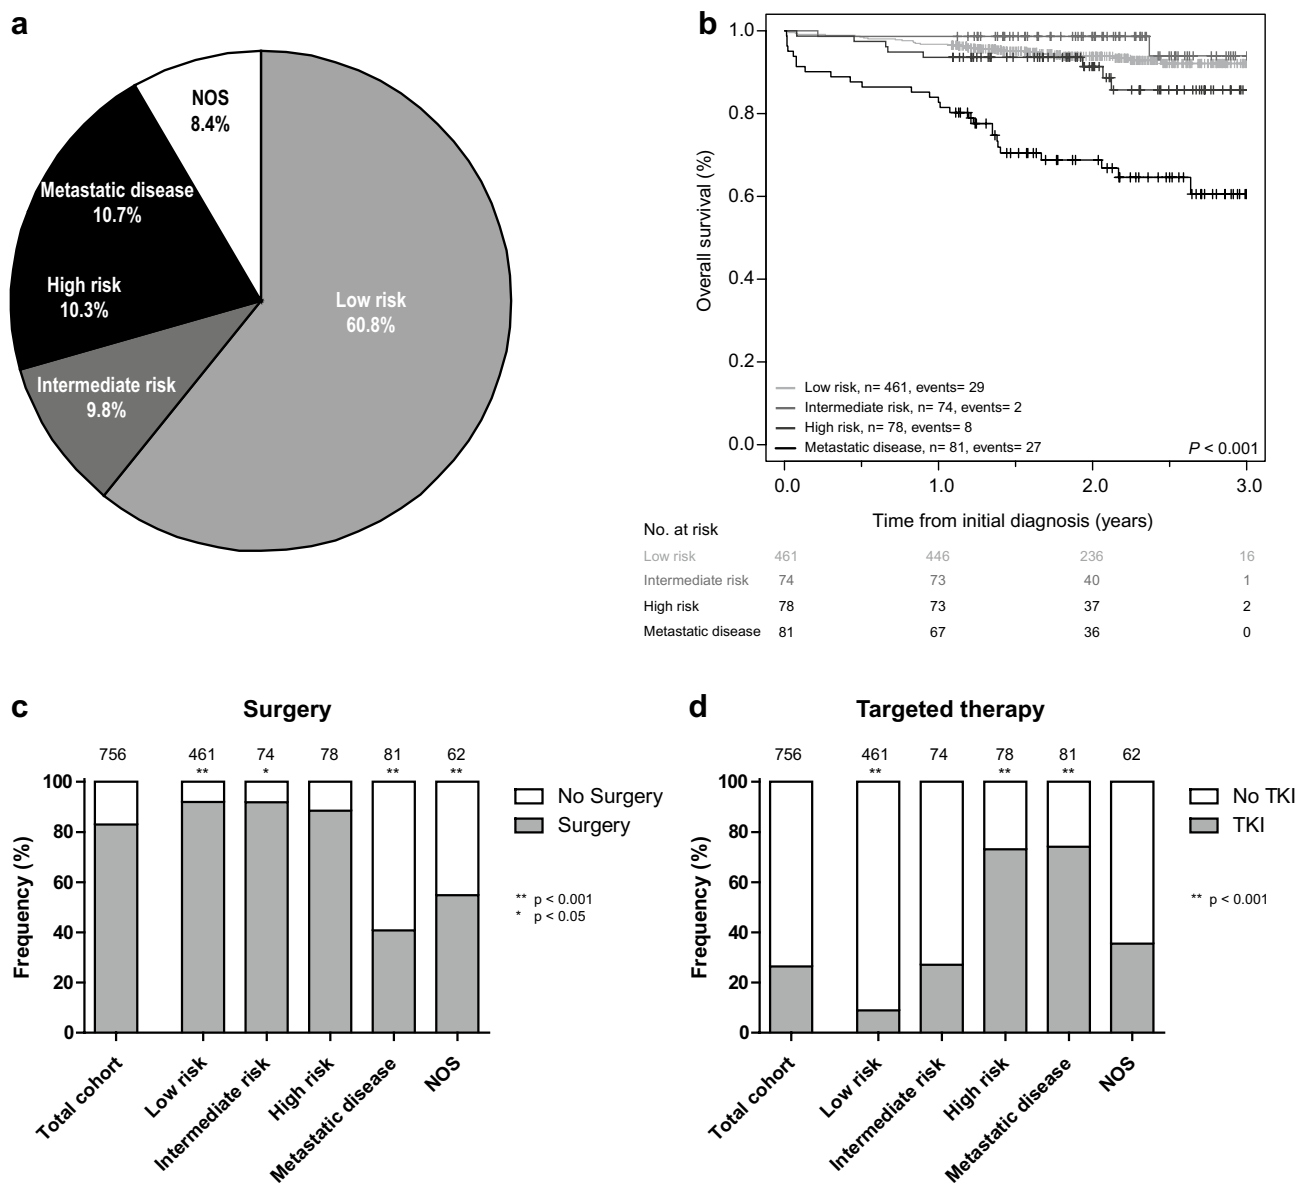 a
NOS
8.4%
Metastatic disease
10.7%
High risk
10.3%
Low risk
60.8%
Intermediate risk
9.8%
b
Overall survival (%)
1.0
0.8
0.6
0.4
0.2
0.0
Low risk, n= 461, events= 29
Intermediate risk, n= 74, events= 2
High risk, n= 78, events= 8
Metastatic disease, n= 81, events= 27
P < 0.001
0.0 1.0 2.0 3.0
Time from initial diagnosis (years)
No. at risk
Low risk 461 446 236 16
Intermediate risk 74 73 40 1
High risk 78 73 37 2
Metastatic disease 81 67 36 0
c
Surgery
756 461 74 78 81 62
** * ** **
Frequency (%)
100
80
60
40
20
0
No Surgery
Surgery
** p < 0.001
* p < 0.05
Total cohort
Low risk
Intermediate risk
High risk
Metastatic disease
NOS
d
Targeted therapy
756 461 74 78 81 62
** ** **
Frequency (%)
100
80
60
40
20
0
No TKI
TKI
** p < 0.001
Total cohort
Low risk
Intermediate risk
High risk
Metastatic disease
NOS